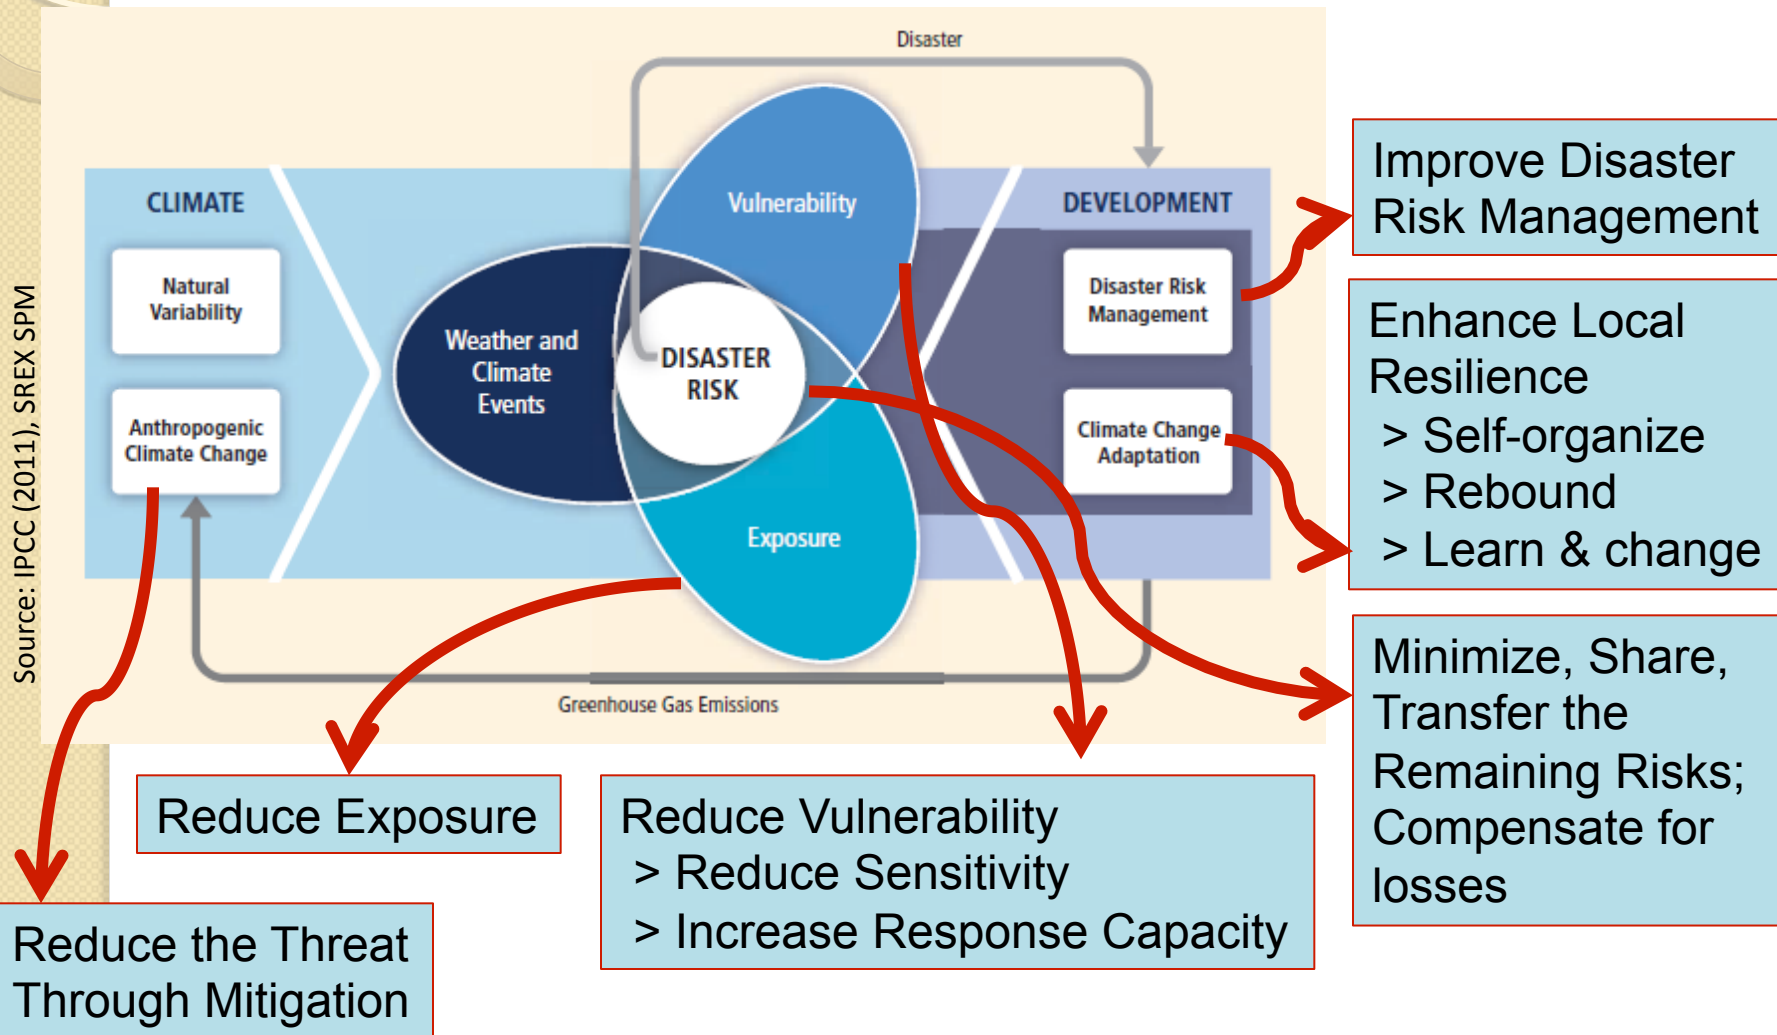 Disaster
CLIMATE
Natural
Variability
Anthropogenic
Climate Change
Weather and
Climate
Events
Vulnerability
DISASTER
RISK
Exposure
DEVELOPMENT
Disaster Risk
Management
Climate Change
Adaptation
Greenhouse Gas Emissions
Source: IPCC (2011), SREX SPM
Improve Disaster
Risk Management
Enhance Local
Resilience
> Self-organize
> Rebound
> Learn & change
Minimize, Share,
Transfer the
Remaining Risks;
Compensate for
losses
Reduce Exposure
Reduce Vulnerability
> Reduce Sensitivity
> Increase Response Capacity
Reduce the Threat
Through Mitigation